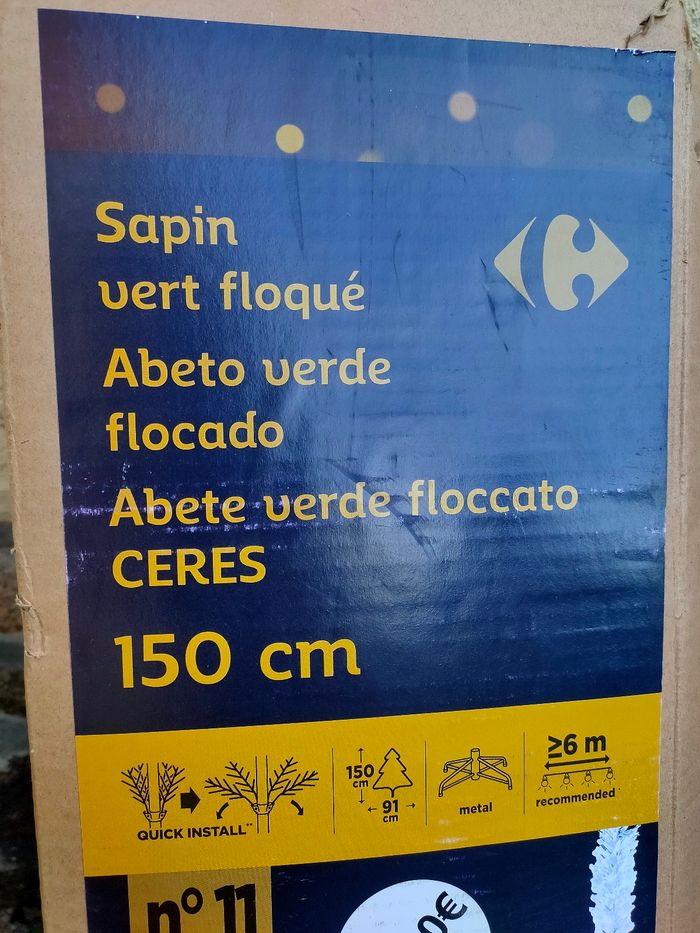 Sapin
vert floqué
Abeto verde
flocado
Abete verde floccato
CERES
150 cm
QUICK INSTALL**
150
cm
91
cm
metal
≥6 m
recommended
n° 11
0€